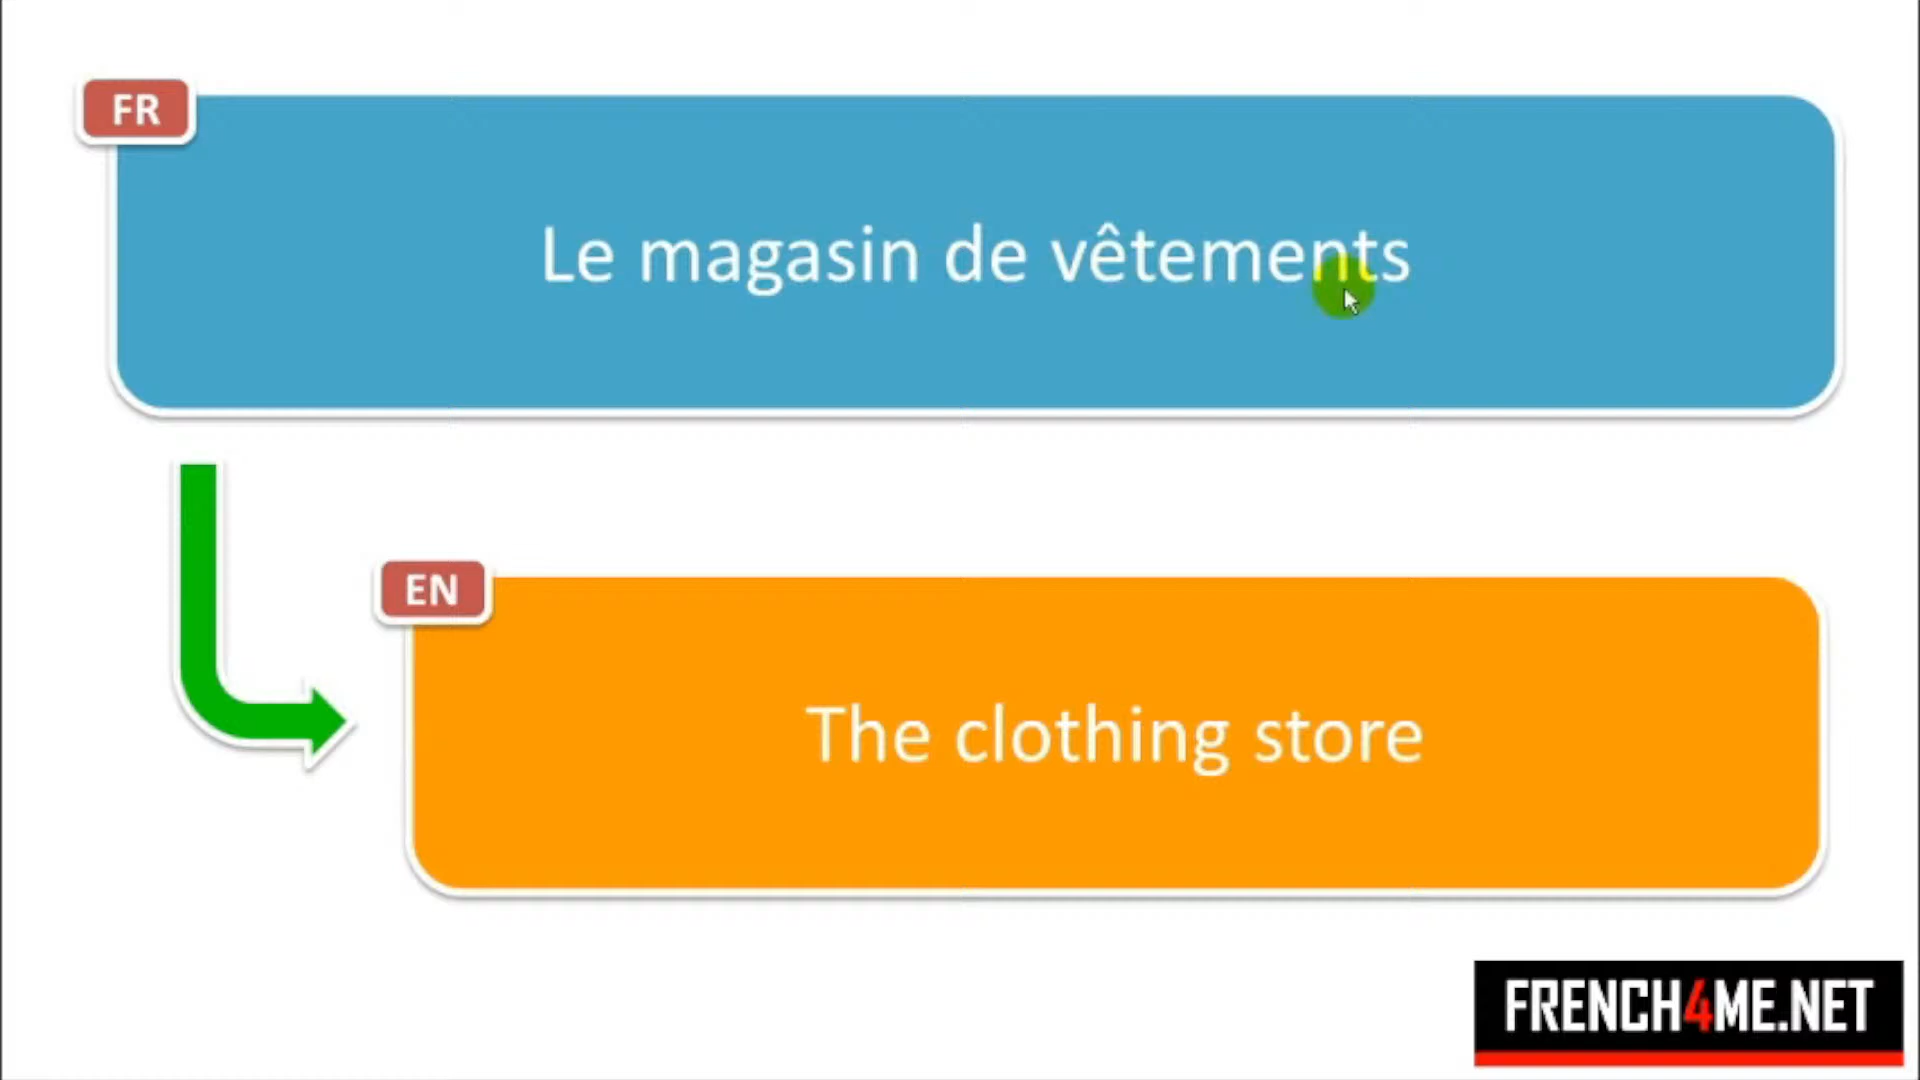 FR
Le magasin de vêtements
EN
The clothing store
FRENCH4ME.NET